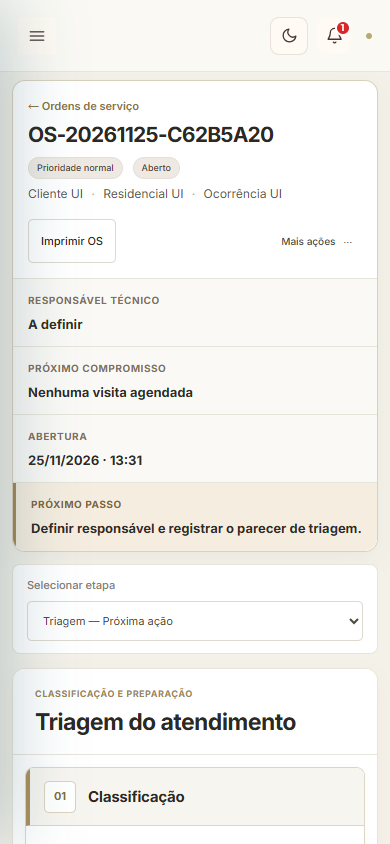 1
← Ordens de serviço
OS-20261125-C62B5A20
Prioridade normal Aberto
Cliente UI · Residencial UI · Ocorrência UI
Imprimir OS Mais ações ···
RESPONSÁVEL TÉCNICO
A definir
PRÓXIMO COMPROMISSO
Nenhuma visita agendada
ABERTURA
25/11/2026 · 13:31
PRÓXIMO PASSO
Definir responsável e registrar o parecer de triagem.
Selecionar etapa
Triagem — Próxima ação
CLASSIFICAÇÃO E PREPARAÇÃO
Triagem do atendimento
01 Classificação